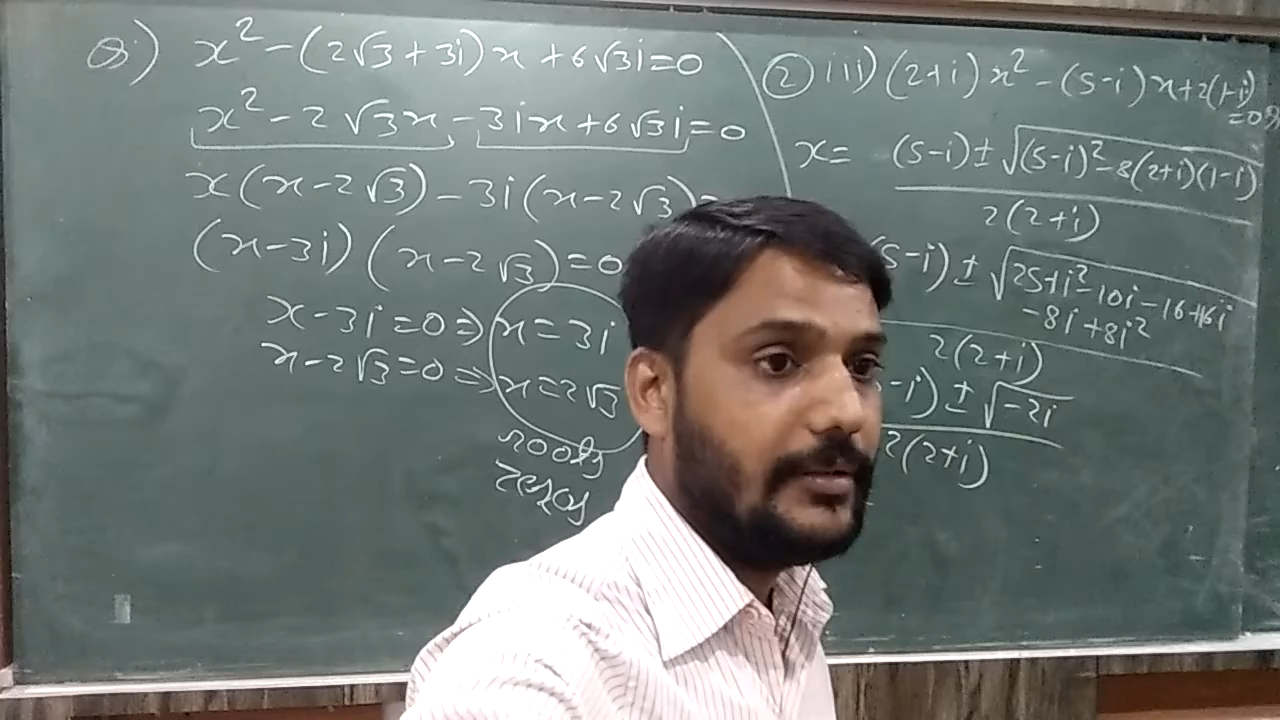 Q) x² - (2√3 + 3i)x + 6√3i = 0
x² - 2√3x - 3ix + 6√3i = 0
x(x - 2√3) - 3i(x - 2√3) =
(x - 3i)(x - 2√3) = 0
x - 3i = 0 ⇒ x = 3i
x - 2√3 = 0 ⇒ x = 2√3
roots
zeros
② iii) (2+i)x² - (5-i)x + 2(1-i)
= 0
x = (5-i) ± √(5-i)² - 8(2+i)(1-i)
2(2+i)
(5-i) ± √25 + i² - 10i - 16 + 16i
- 8i + 8i²
2(2+i)
-i) ± √-2i
2(2+i)